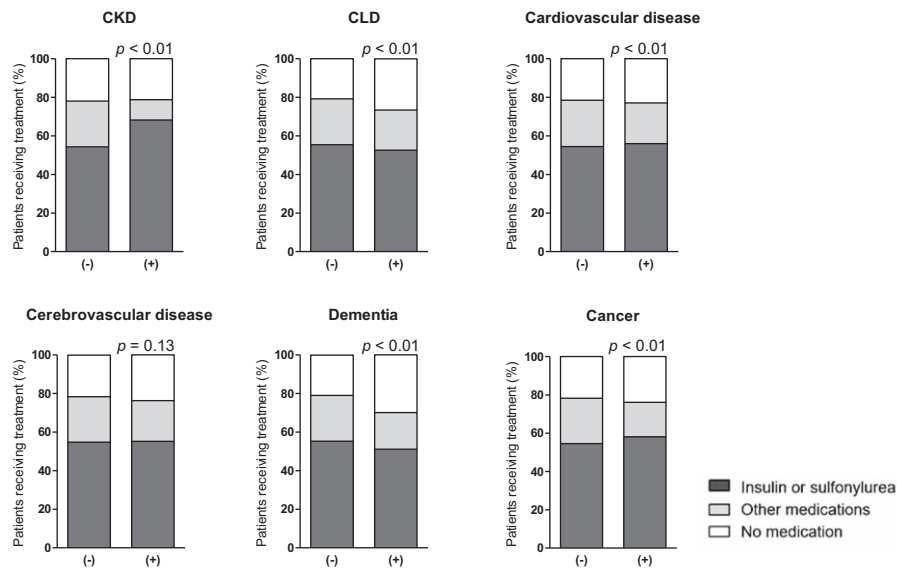 CKD
p < 0.01
Patients receiving treatment (%)
100
80
60
40
20
0
(-)
(+)
CLD
p < 0.01
Patients receiving treatment (%)
100
80
60
40
20
0
(-)
(+)
Cardiovascular disease
p < 0.01
Patients receiving treatment (%)
100
80
60
40
20
0
(-)
(+)
Cerebrovascular disease
p = 0.13
Patients receiving treatment (%)
100
80
60
40
20
0
(-)
(+)
Dementia
p < 0.01
Patients receiving treatment (%)
100
80
60
40
20
0
(-)
(+)
Cancer
p < 0.01
Patients receiving treatment (%)
100
80
60
40
20
0
(-)
(+)
Insulin or sulfonylurea
Other medications
No medication